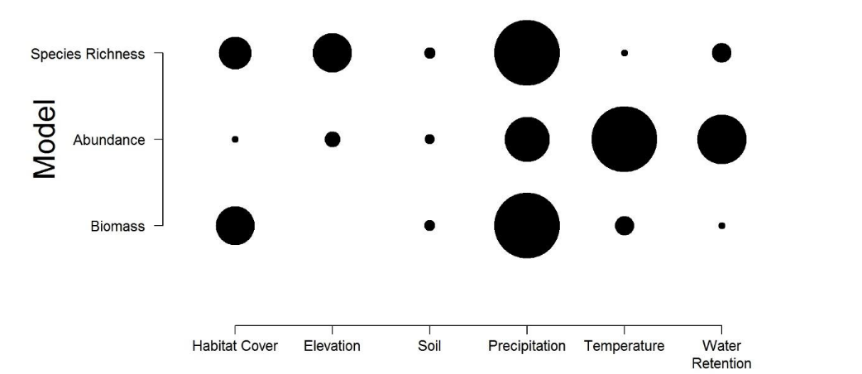 Species Richness
Model
Abundance
Biomass
Habitat Cover
Elevation
Soil
Precipitation
Temperature
Water
Retention